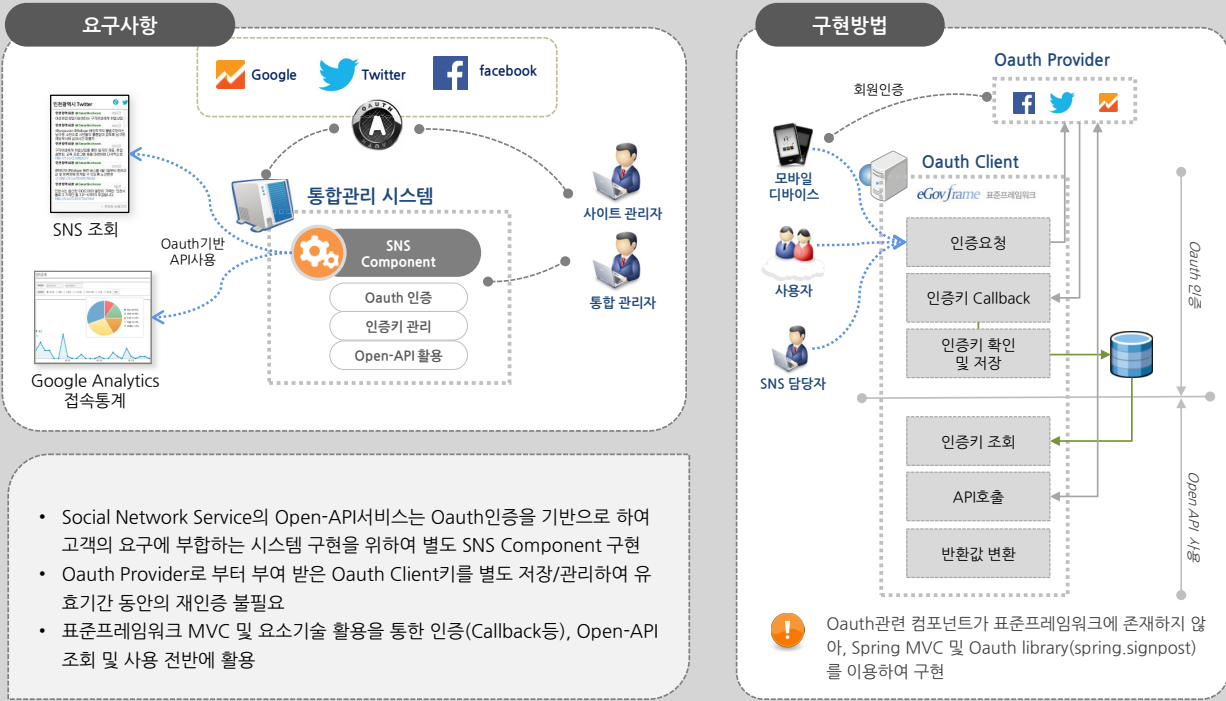 요구사항
Google
Twitter
facebook
OAUTH
인천광역시 Twitter
SNS 조회
Oauth기반
API사용
통합관리 시스템
SNS
Component
Oauth 인증
인증키 관리
Open-API 활용
사이트 관리자
통합 관리자
Google Analytics
접속통계
• Social Network Service의 Open-API서비스는 Oauth인증을 기반으로 하여
고객의 요구에 부합하는 시스템 구현을 위하여 별도 SNS Component 구현
• Oauth Provider로 부터 부여 받은 Oauth Client키를 별도 저장/관리하여 유
효기간 동안의 재인증 불필요
• 표준프레임워크 MVC 및 요소기술 활용을 통한 인증(Callback등), Open-API
조회 및 사용 전반에 활용
구현방법
Oauth Provider
회원인증
모바일
디바이스
Oauth Client
eGovframe 표준프레임워크
사용자
SNS 담당자
인증요청
인증키 Callback
인증키 확인
및 저장
인증키 조회
API호출
반환값 변환
Oauth 인증
Open API 사용
Oauth관련 컴포넌트가 표준프레임워크에 존재하지 않
아, Spring MVC 및 Oauth library(spring.signpost)
를 이용하여 구현